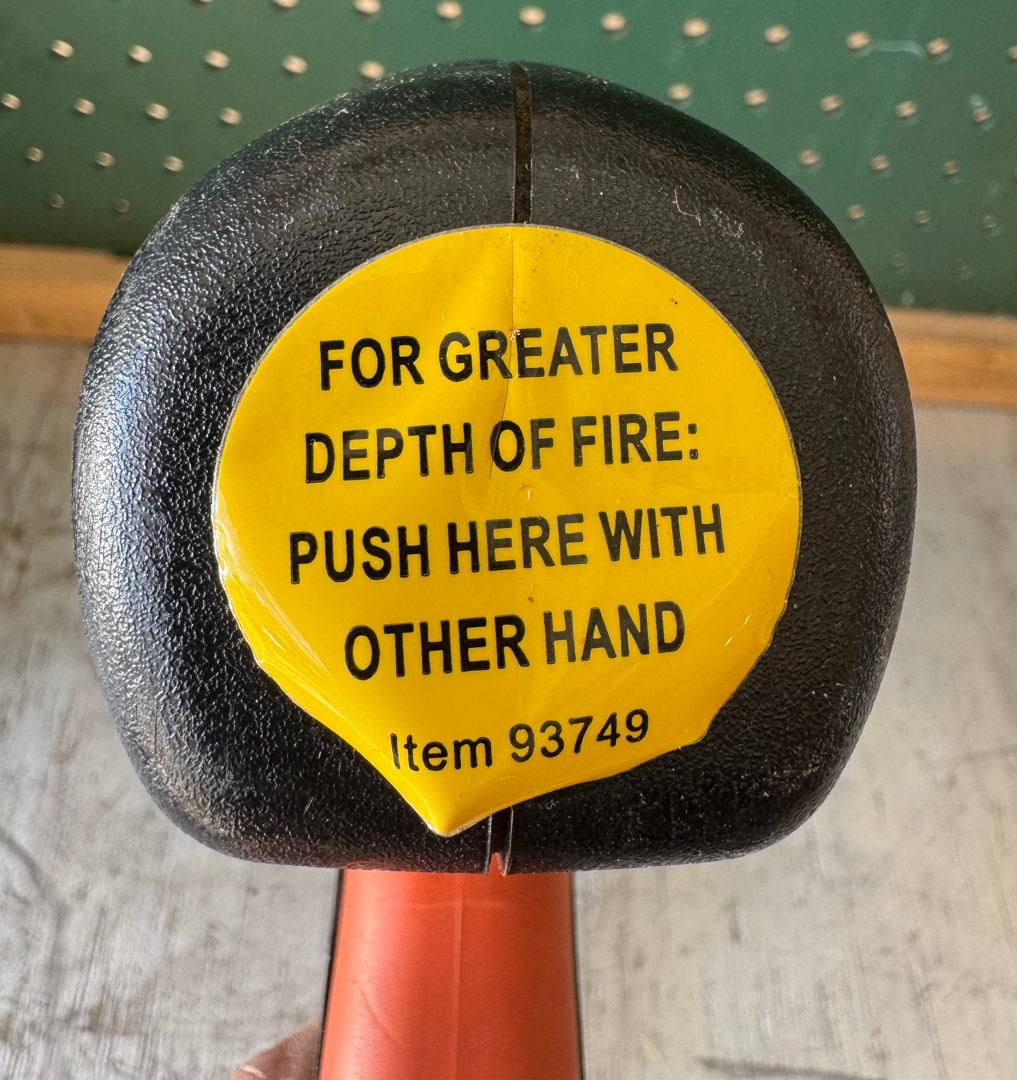 FOR GREATER
DEPTH OF FIRE:
PUSH HERE WITH
OTHER HAND
Item 93749